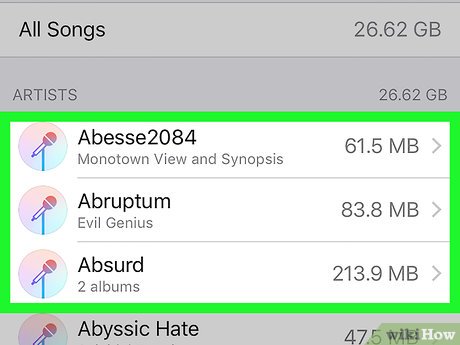 All Songs 26.62 GB
ARTISTS 26.62 GB
Abesse2084
Monotown View and Synopsis
61.5 MB
Abruptum
Evil Genius
83.8 MB
Absurd
2 albums
213.9 MB
Abyssic Hate
47.5 MB
wikiHow